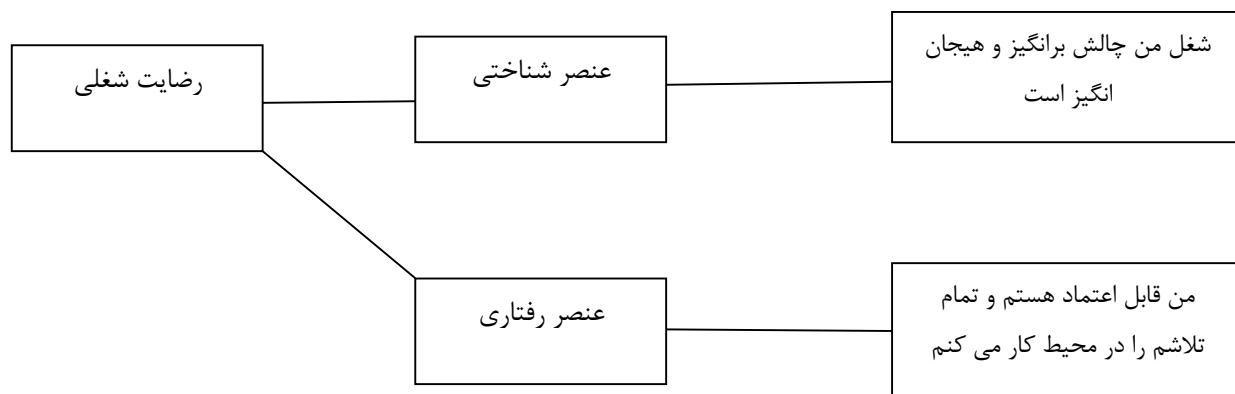 رضایت شغلی
عنصر شناختی
شغل من چالش برانگیز و هیجان
انگیز است
عنصر رفتاری
من قابل اعتماد هستم و تمام
تلاشم را در محیط کار می کنم